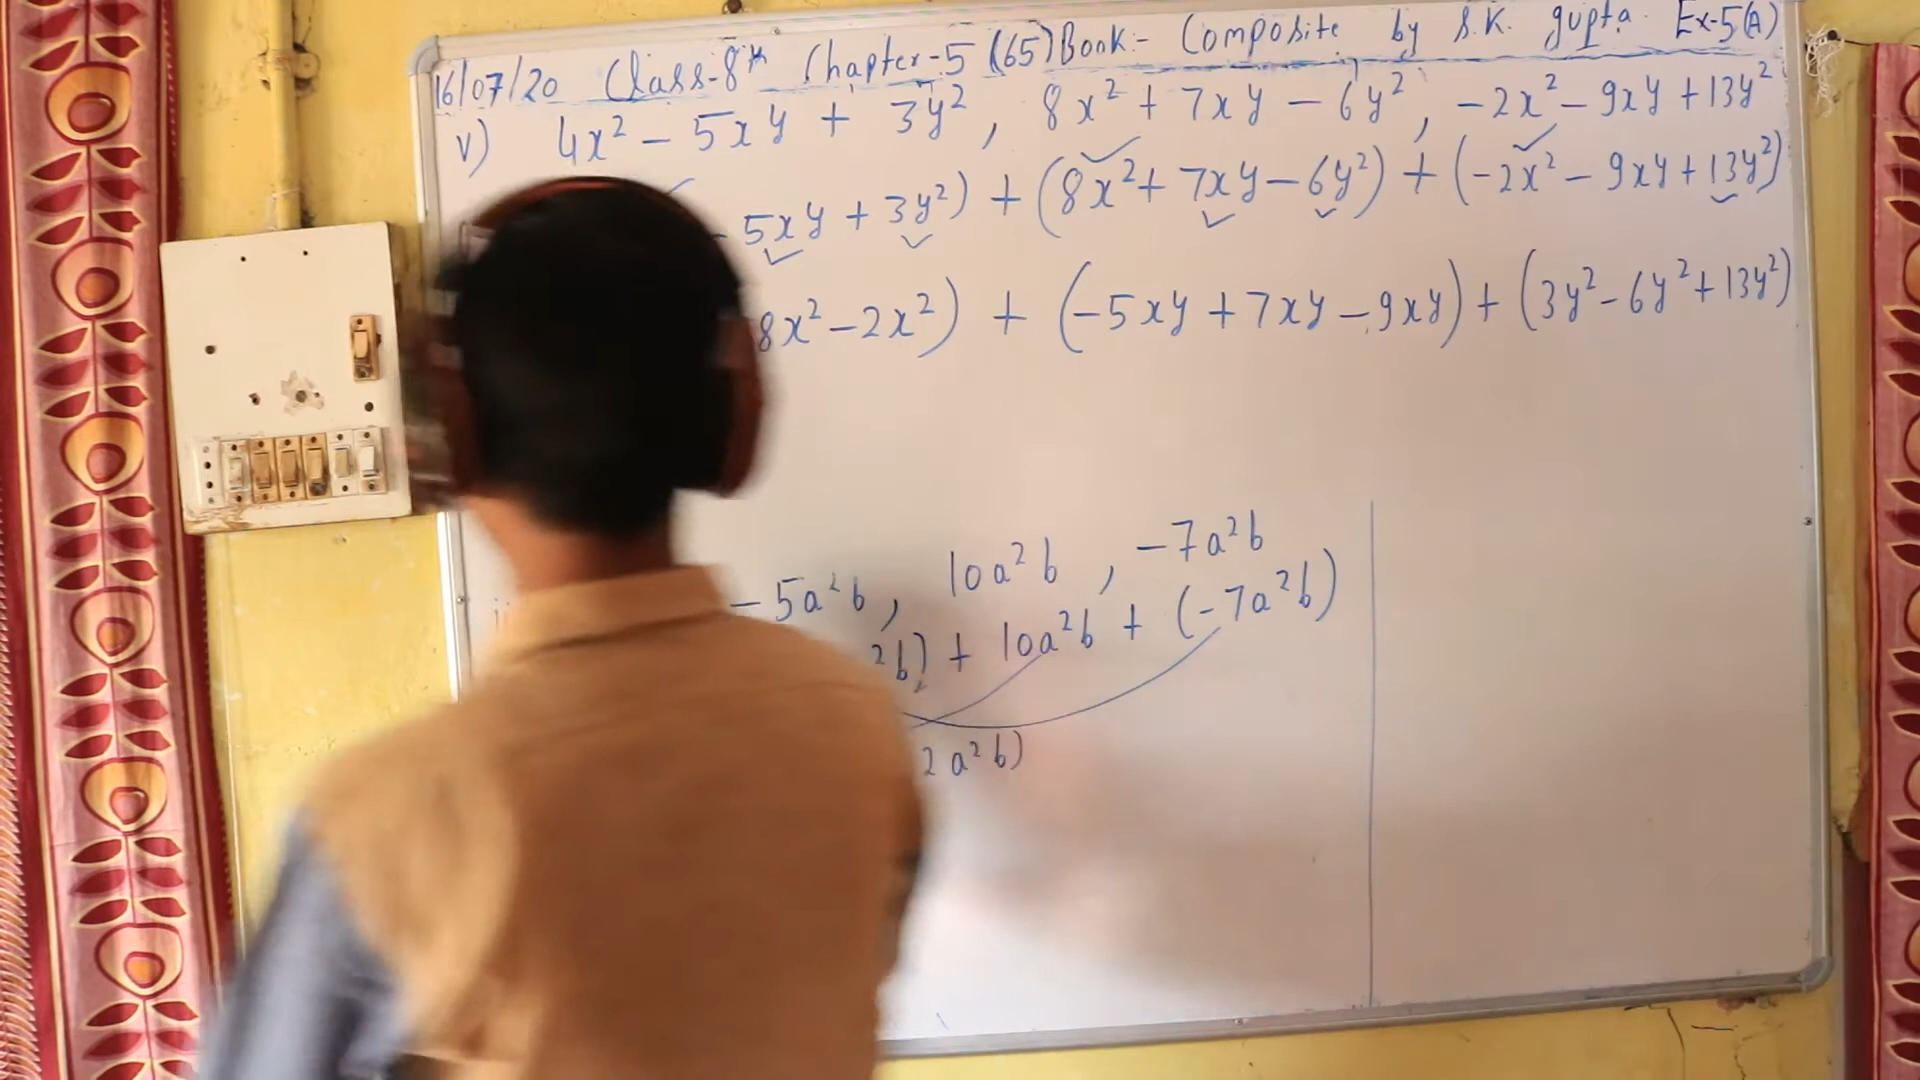 16/07/20 Class-8th Chapter-5 (65) Book:- Composite by S.K. Gupta. Ex-5(A)
v) 4x² - 5xy + 3y², 8x² + 7xy - 6y², -2x² - 9xy + 13y²
- 5xy + 3y²) + (8x² + 7xy - 6y²) + (-2x² - 9xy + 13y²)
8x² - 2x²) + (-5xy + 7xy - 9xy) + (3y² - 6y² + 13y²)
- 5a²b, 10a²b, -7a²b
²b) + 10a²b + (-7a²b)
2a²b)